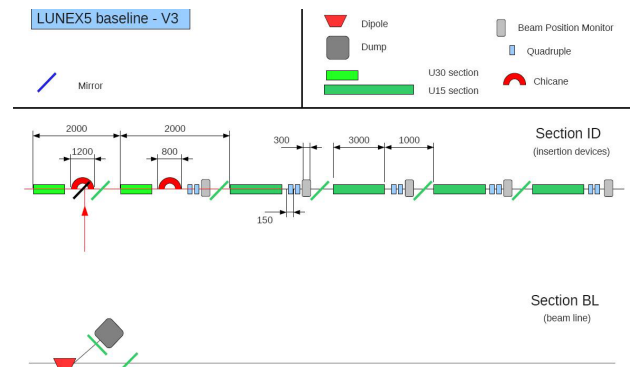 LUNEX5 baseline - V3
Mirror
Dipole
Dump
U30 section
U15 section
Beam Position Monitor
Quadruple
Chicane
2000
2000
1200
800
300
3000
1000
150
Section ID
(insertion devices)
Section BL
(beam line)